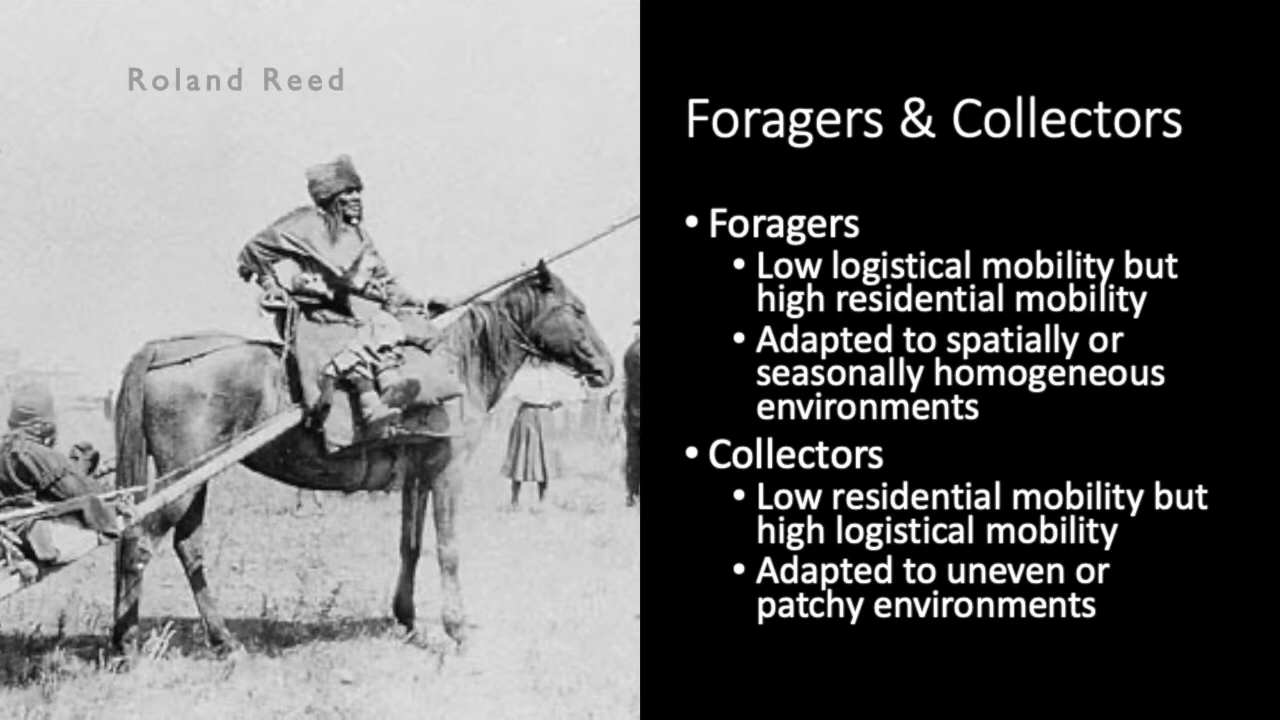 Roland Reed
Foragers & Collectors
• Foragers
• Low logistical mobility but
high residential mobility
• Adapted to spatially or
seasonally homogeneous
environments
• Collectors
• Low residential mobility but
high logistical mobility
• Adapted to uneven or
patchy environments